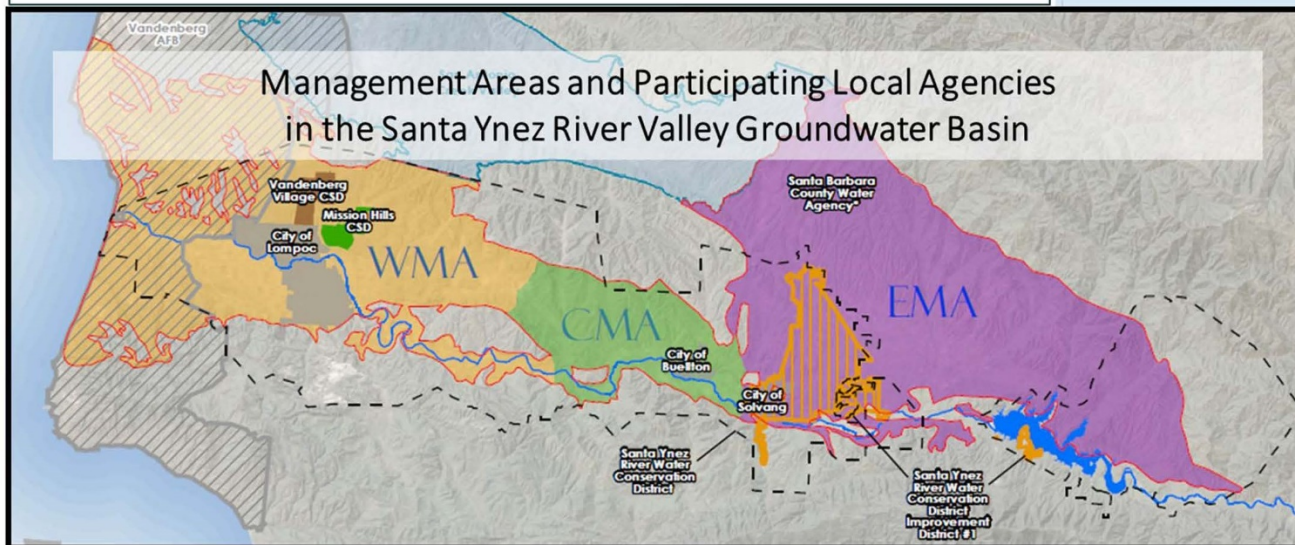 Vandenberg
AFB
Management Areas and Participating Local Agencies
in the Santa Ynez River Valley Groundwater Basin
Vandenberg
Village CSD
Mission Hills
CSD
City of
Lompoc
WMA
Santa Barbara
County Water
Agency*
EMA
CMA
City of
Buellton
City of
Solvang
Santa Ynez
River Water
Conservation
District
Santa Ynez
River Water
Conservation
District
Improvement
District #1